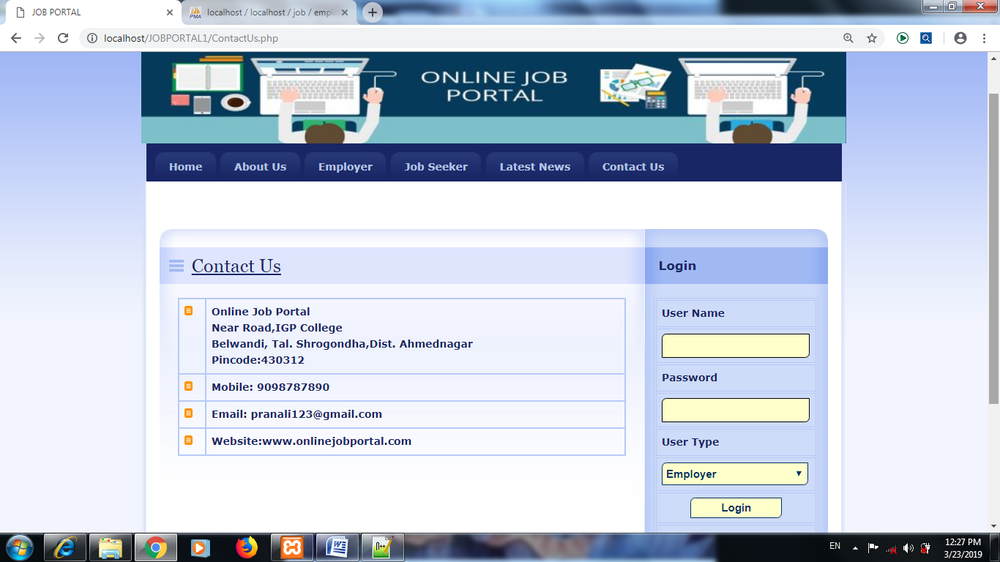 JOB PORTAL
localhost / localhost / job / empl
localhost/JOBPORTAL1/ContactUs.php
ONLINE JOB
PORTAL
Home
About Us
Employer
Job Seeker
Latest News
Contact Us
Contact Us
Online Job Portal
Near Road,IGP College
Belwandi, Tal. Shrogondha,Dist. Ahmednagar
Pincode:430312
Mobile: 9098787890
Email: pranali123@gmail.com
Website:www.onlinejobportal.com
Login
User Name
Password
User Type
Employer
Login
EN
12:27 PM
3/23/2019